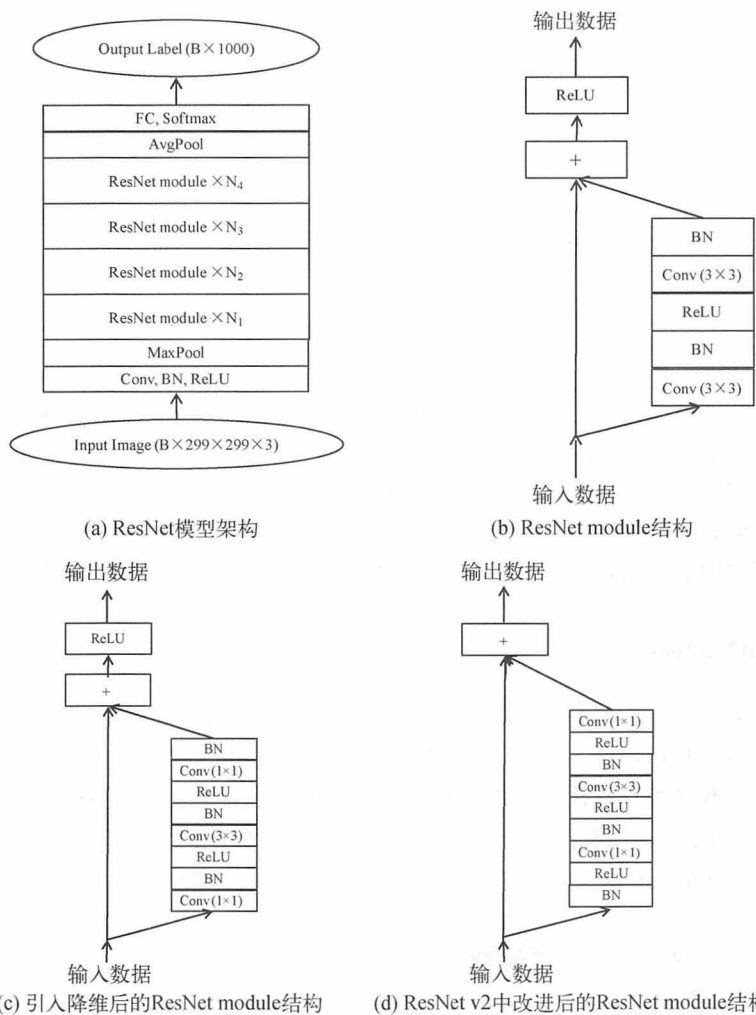 Output Label (B×1000)
FC, Softmax
AvgPool
ResNet module ×N₄
ResNet module ×N₃
ResNet module ×N₂
ResNet module ×N₁
MaxPool
Conv, BN, ReLU
Input Image (B×299×299×3)
(a) ResNet模型架构
输出数据
ReLU
+
BN
Conv (3×3)
ReLU
BN
Conv (3×3)
输入数据
(b) ResNet module结构
输出数据
ReLU
+
BN
Conv(1×1)
ReLU
BN
Conv(3×3)
ReLU
BN
Conv(1×1)
输入数据
(c) 引入降维后的ResNet module结构
输出数据
+
Conv(1×1)
ReLU
BN
Conv(3×3)
ReLU
BN
Conv(1×1)
ReLU
BN
输入数据
(d) ResNet v2中改进后的ResNet module结构